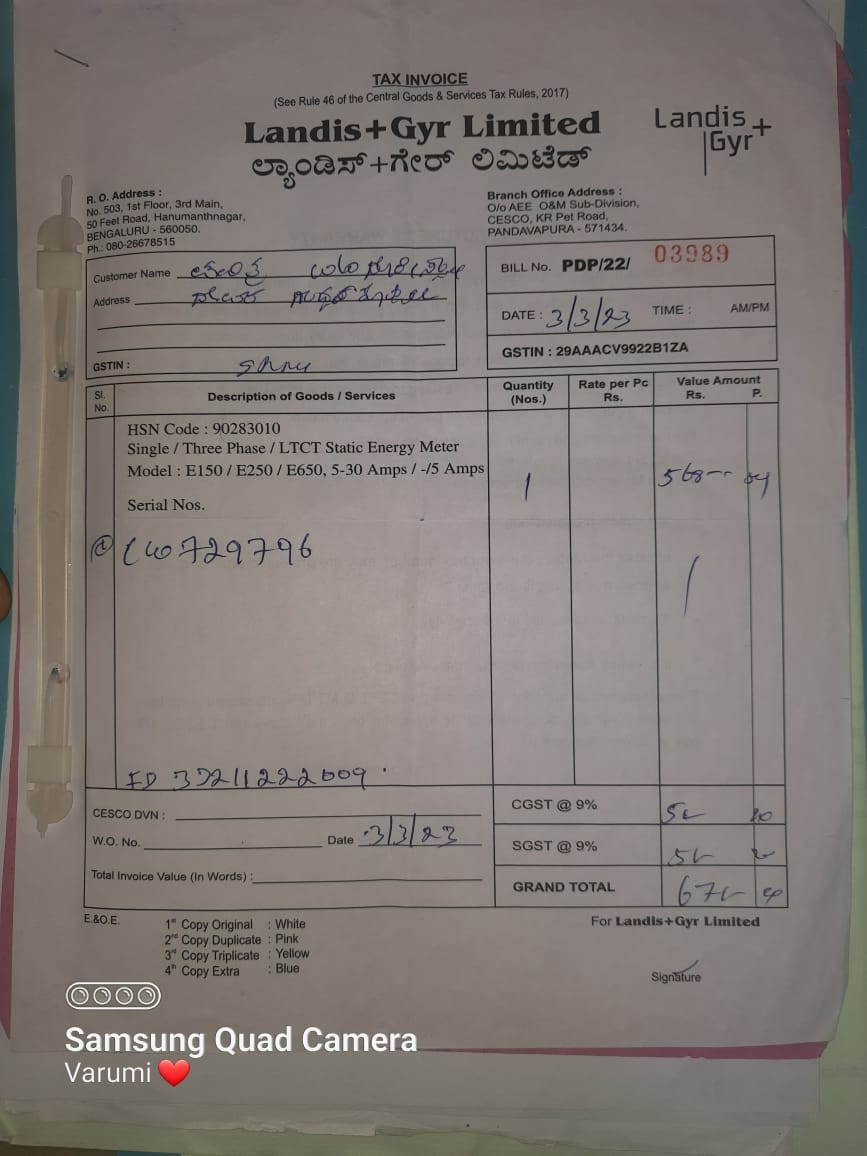 TAX INVOICE
(See Rule 46 of the Central Goods & Services Tax Rules, 2017)
Landis+Gyr Limited
ಲ್ಯಾಂಡಿಸ್+ಗೇರ್ ಲಿಮಿಟೆಡ್
Landis+
Gyr
R. O. Address :
No. 503, 1st Floor, 3rd Main,
50 Feet Road, Hanumanthnagar,
BENGALURU - 560050.
Ph.: 080-26678515
Branch Office Address :
O/o AEE O&M Sub-Division,
CESCO, KR Pet Road,
PANDAVAPURA - 571434.
Customer Name
Address
GSTIN :
BILL No. PDP/22/ 03989
DATE : 3/3/23 TIME : AM/PM
GSTIN : 29AAACV9922B1ZA
Sl. No. Description of Goods / Services Quantity (Nos.) Rate per Pc Rs. Value Amount Rs. P.
HSN Code : 90283010
Single / Three Phase / LTCT Static Energy Meter
Model : E150 / E250 / E650, 5-30 Amps / -/5 Amps
1
Serial Nos.
729796
CESCO DVN :
W.O. No. Date 3/3/23
Total Invoice Value (In Words) :
CGST @ 9%
SGST @ 9%
GRAND TOTAL
E.&O.E.
1st Copy Original : White
2nd Copy Duplicate : Pink
3rd Copy Triplicate : Yellow
4th Copy Extra : Blue
For Landis+Gyr Limited
Signature
Samsung Quad Camera
Varumi ❤️